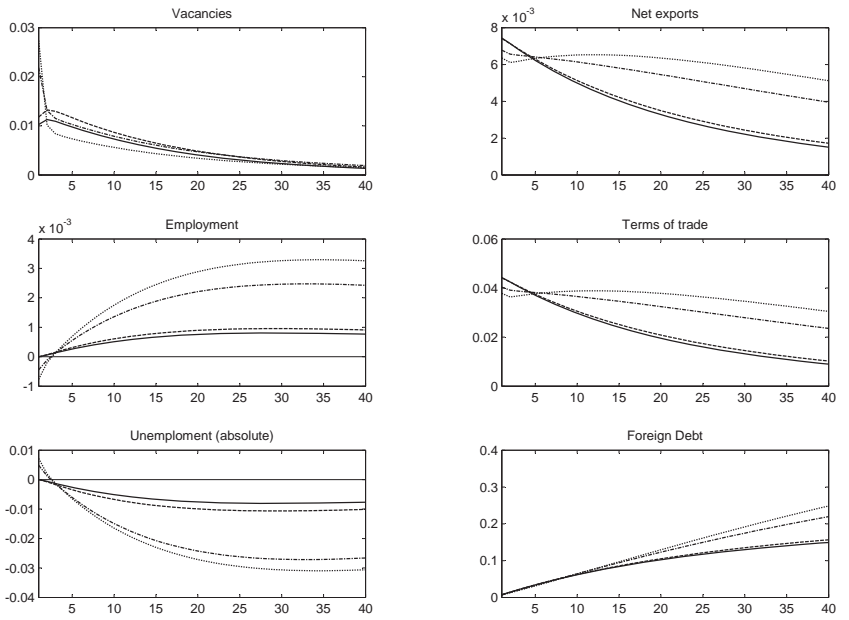 Vacancies
0.03
0.02
0.01
0
5 10 15 20 25 30 35 40
Net exports
x 10-3
8
6
4
2
0
5 10 15 20 25 30 35 40
Employment
x 10-3
4
3
2
1
0
-1
5 10 15 20 25 30 35 40
Terms of trade
0.06
0.04
0.02
0
5 10 15 20 25 30 35 40
Unemploment (absolute)
0.01
0
-0.01
-0.02
-0.03
-0.04
5 10 15 20 25 30 35 40
Foreign Debt
0.4
0.3
0.2
0.1
0
5 10 15 20 25 30 35 40